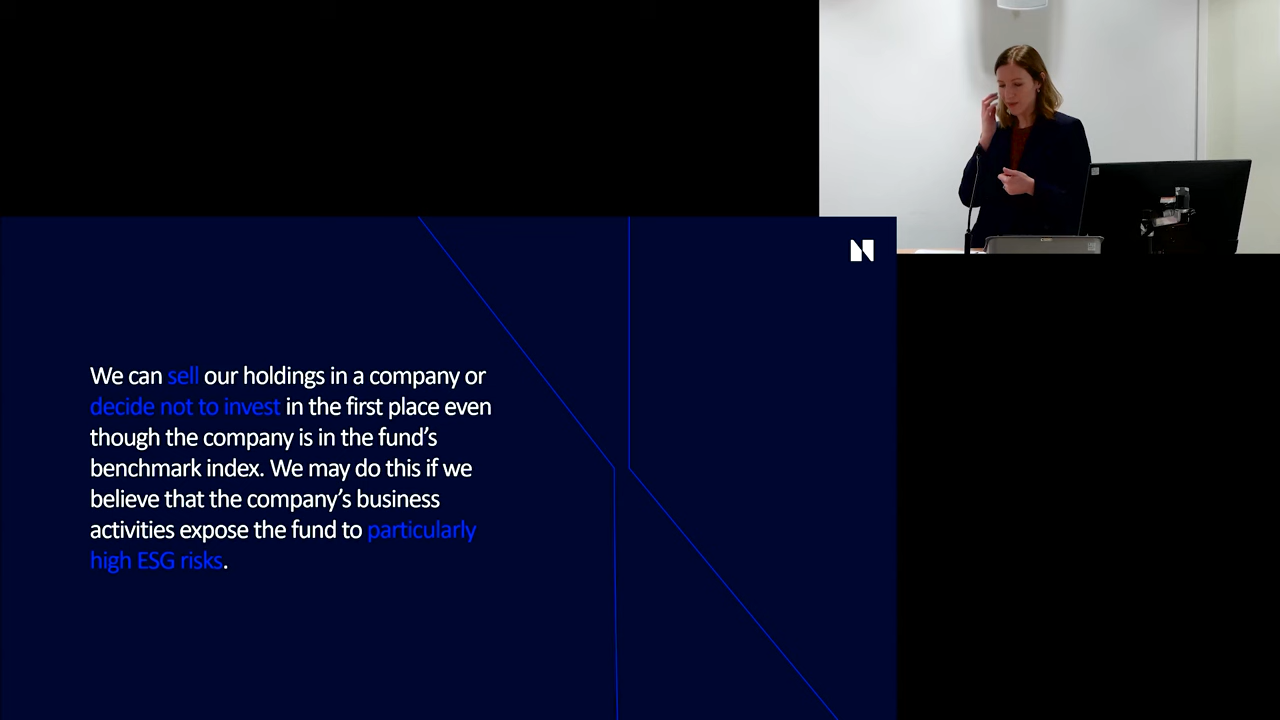 We can sell our holdings in a company or
decide not to invest in the first place even
though the company is in the fund’s
benchmark index. We may do this if we
believe that the company’s business
activities expose the fund to particularly
high ESG risks.